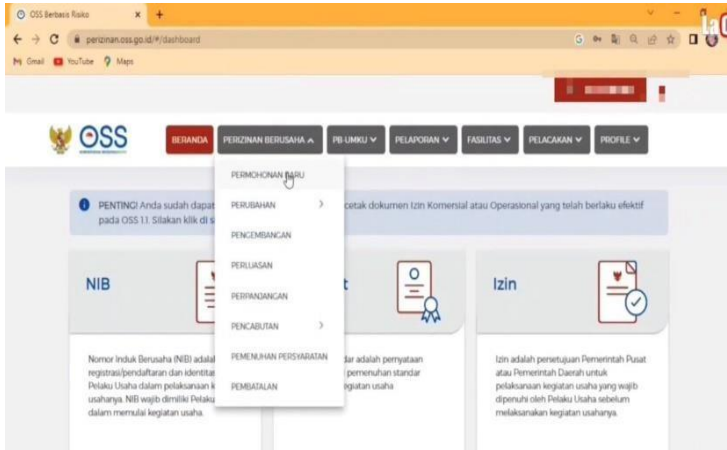 OSS Berbasis Risiko
perizinan.oss.go.id/#/dashboard
Gmail YouTube Maps
OSS
BERANDA PERIZINAN BERUSAHA PB-UMKU PELAPORAN FASILITAS PELACAKAN PROFILE
PERMOHONAN BARU
PERUBAHAN
PENGEMBANGAN
PERLUASAN
PERPANJANGAN
PENCABUTAN
PEMENUHAN PERSYARATAN
PEMBATALAN
PENTING! Anda sudah dapat cetak dokumen Izin Komersial atau Operasional yang telah berlaku efektif
pada OSS 1.1. Silakan klik di
NIB
Nomor Induk Berusaha (NIB)
registrasi/pendaftaran dan
Pelaku Usaha dalam pelaksanaan
usahanya. NIB wajib dimiliki Pelaku
dalam memulai kegiatan usaha.
adalah pernyataan
pemenuhan standar
usaha
Izin
Izin adalah persetujuan Pemerintah Pusat
atau Pemerintah Daerah untuk
pelaksanaan kegiatan usaha yang wajib
dipenuhi oleh Pelaku Usaha sebelum
melaksanakan kegiatan usahanya.